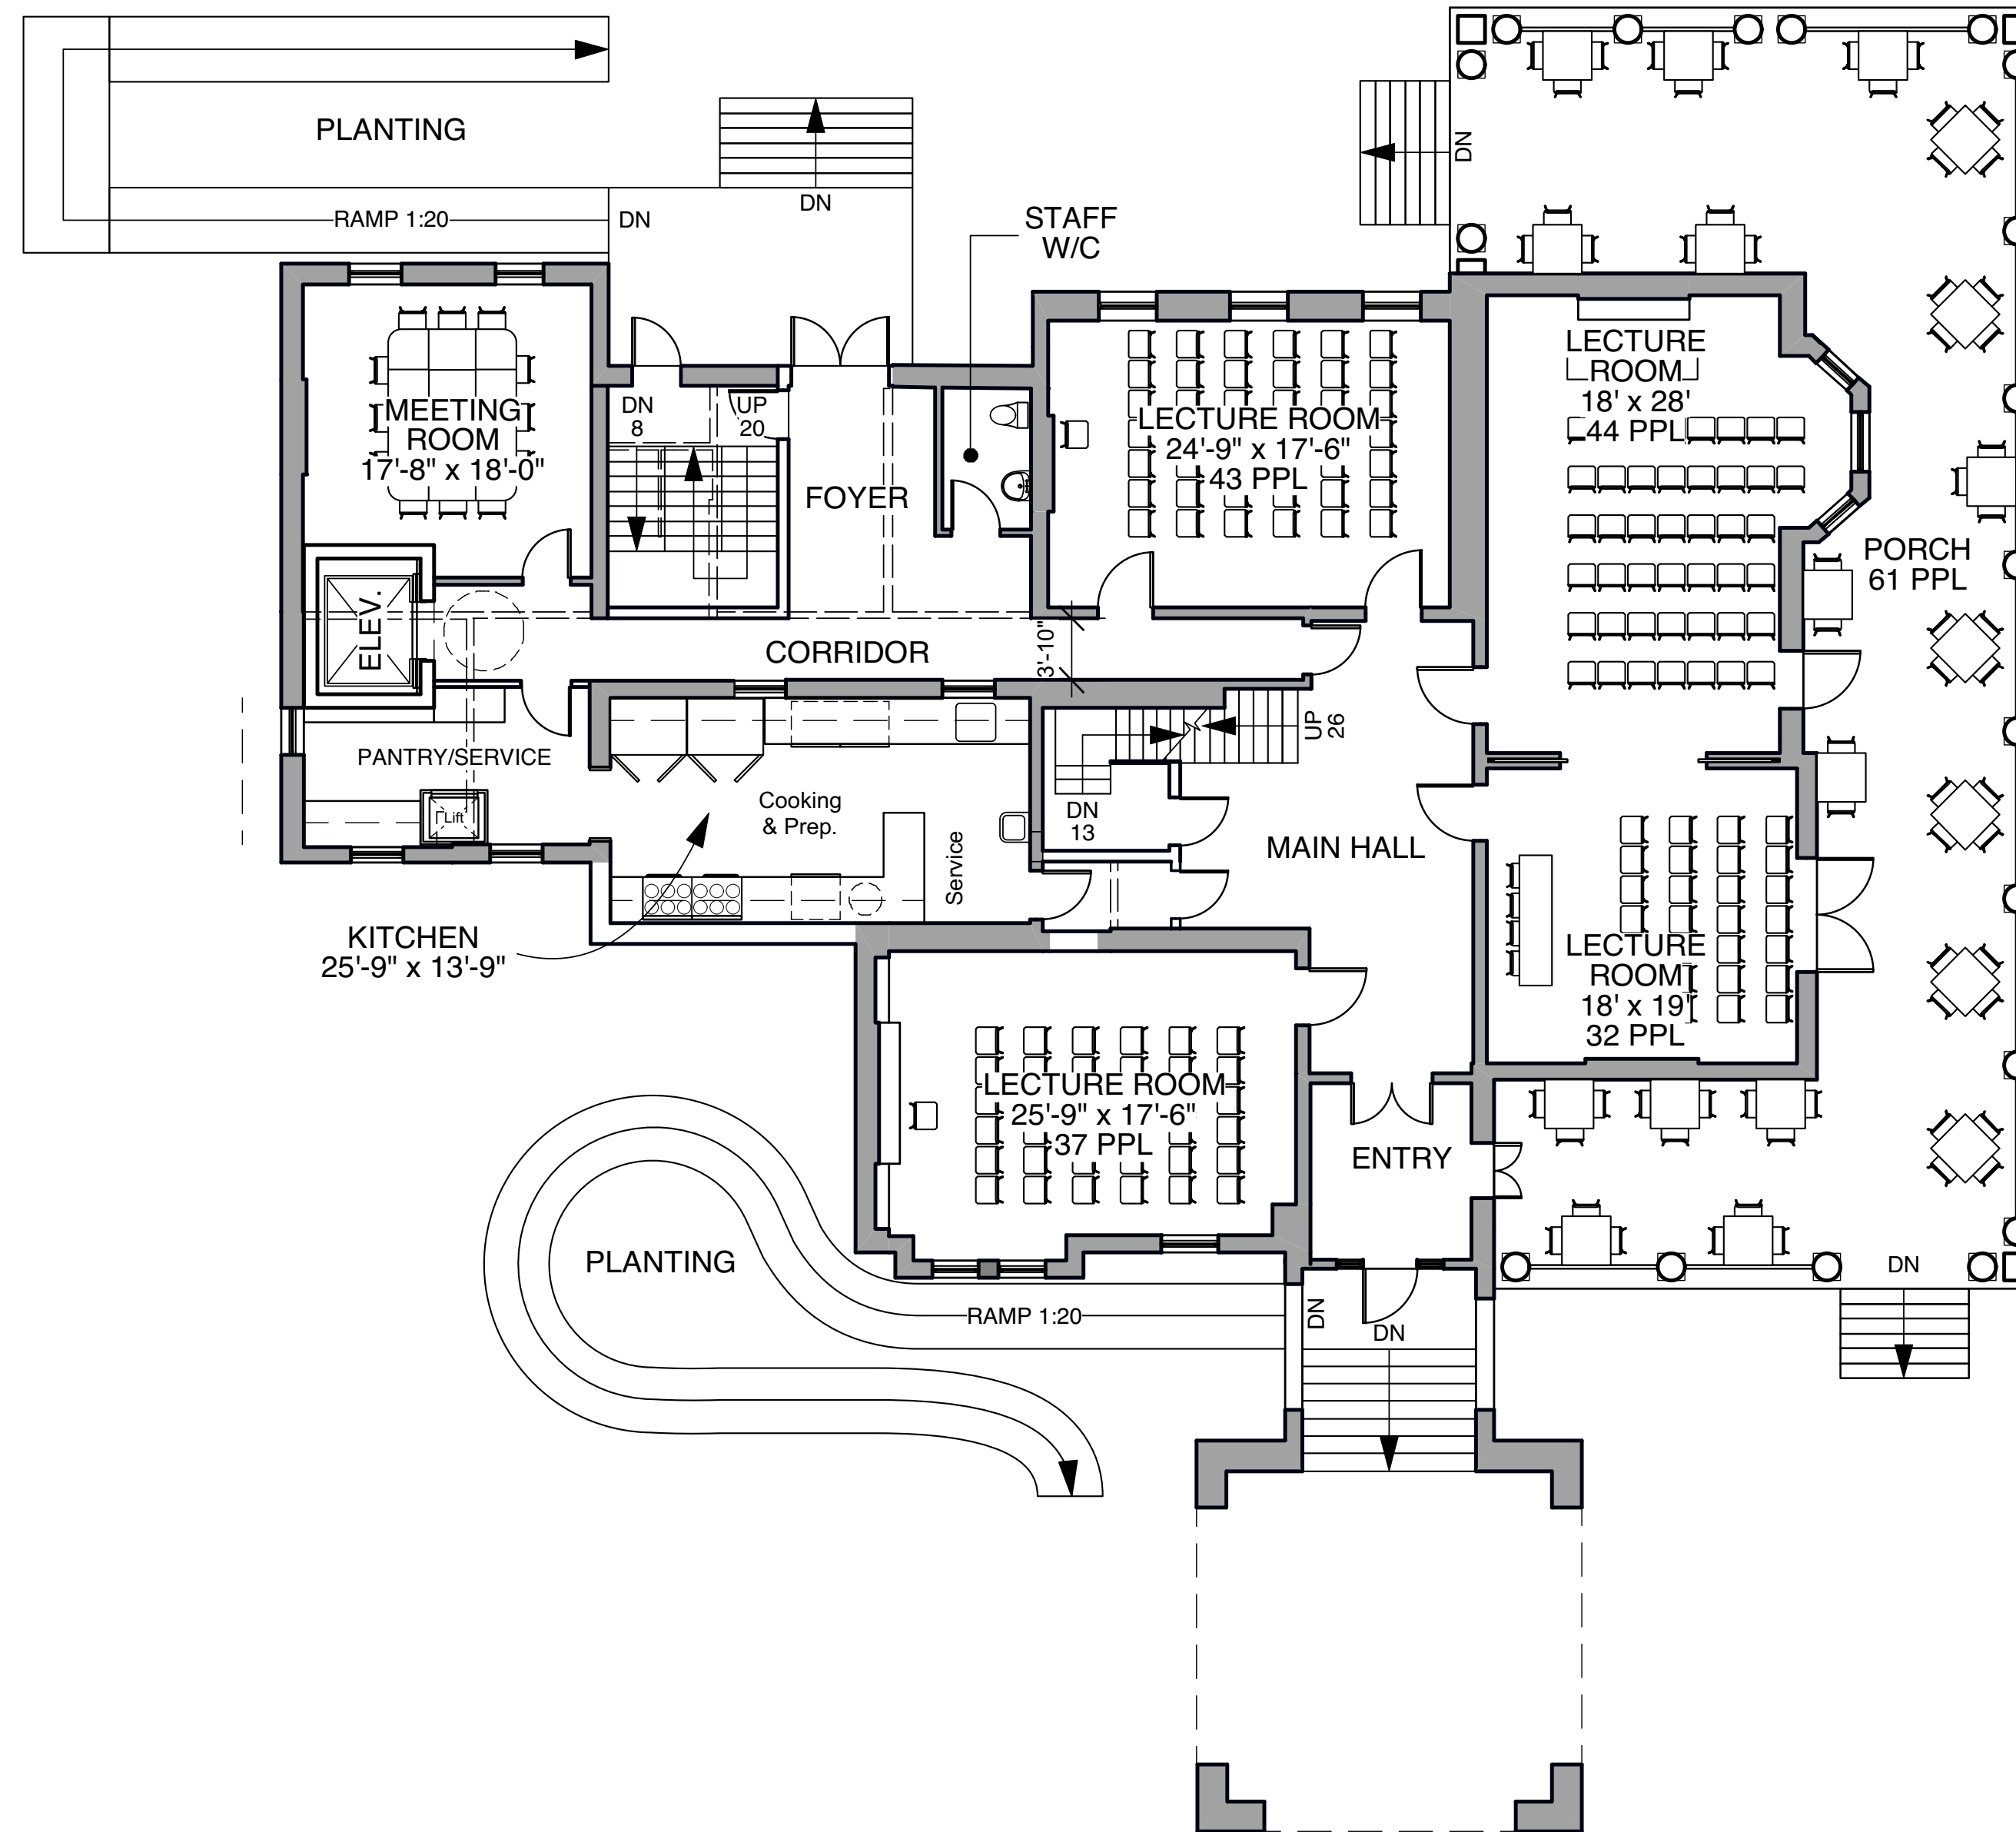 PLANTING
DN
RAMP 1:20
DN
STAFF
W/C
DN
MEETING
ROOM
17'-8" x 18'-0"
DN
8
UP
20
FOYER
LECTURE ROOM
24'-9" x 17'-6"
43 PPL
LECTURE
ROOM
18' x 28'
44 PPL
PORCH
61 PPL
ELEV.
CORRIDOR
3'-10"
UP
26
PANTRY/SERVICE
Lift
Cooking
& Prep.
Service
DN
13
MAIN HALL
KITCHEN
25'-9" x 13'-9"
LECTURE
ROOM
18' x 19'
32 PPL
LECTURE ROOM
25'-9" x 17'-6"
37 PPL
ENTRY
PLANTING
RAMP 1:20
DN
DN
DN